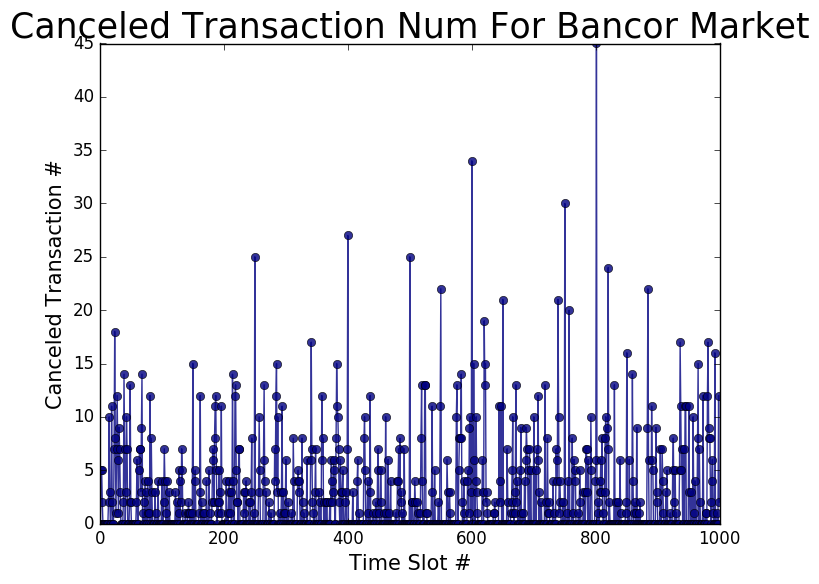 Canceled Transaction Num For Bancor Market
45
40
35
30
25
20
15
10
5
0
Canceled Transaction #
0 200 400 600 800 1000
Time Slot #